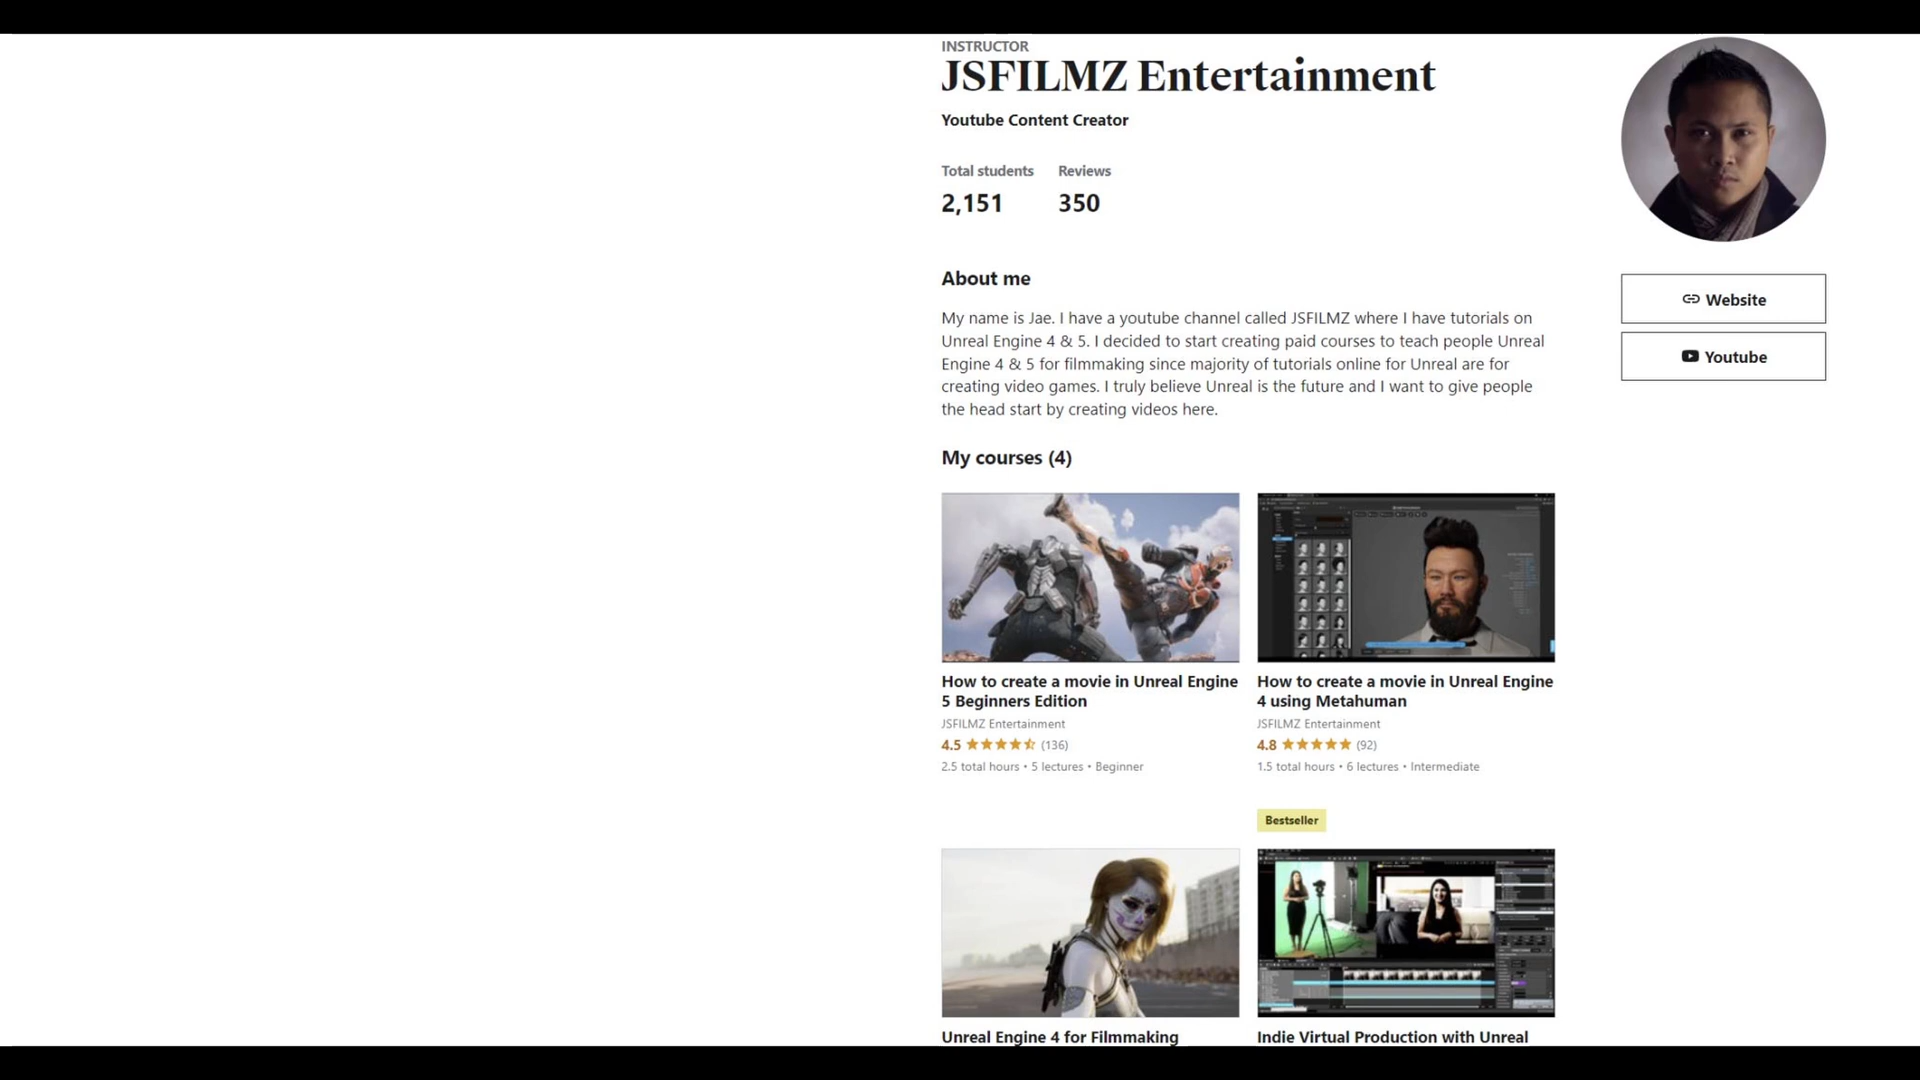 INSTRUCTOR
JSFILMZ Entertainment
Youtube Content Creator
Total students
Reviews
2,151
350
Website
Youtube
About me
My name is Jae. I have a youtube channel called JSFILMZ where I have tutorials on
Unreal Engine 4 & 5. I decided to start creating paid courses to teach people Unreal
Engine 4 & 5 for filmmaking since majority of tutorials online for Unreal are for
creating video games. I truly believe Unreal is the future and I want to give people
the head start by creating videos here.
My courses (4)
How to create a movie in Unreal Engine
5 Beginners Edition
JSFILMZ Entertainment
4.5 (136)
2.5 total hours • 5 lectures • Beginner
How to create a movie in Unreal Engine
4 using Metahuman
JSFILMZ Entertainment
4.8 (92)
1.5 total hours • 6 lectures • Intermediate
Bestseller
Unreal Engine 4 for Filmmaking
Indie Virtual Production with Unreal